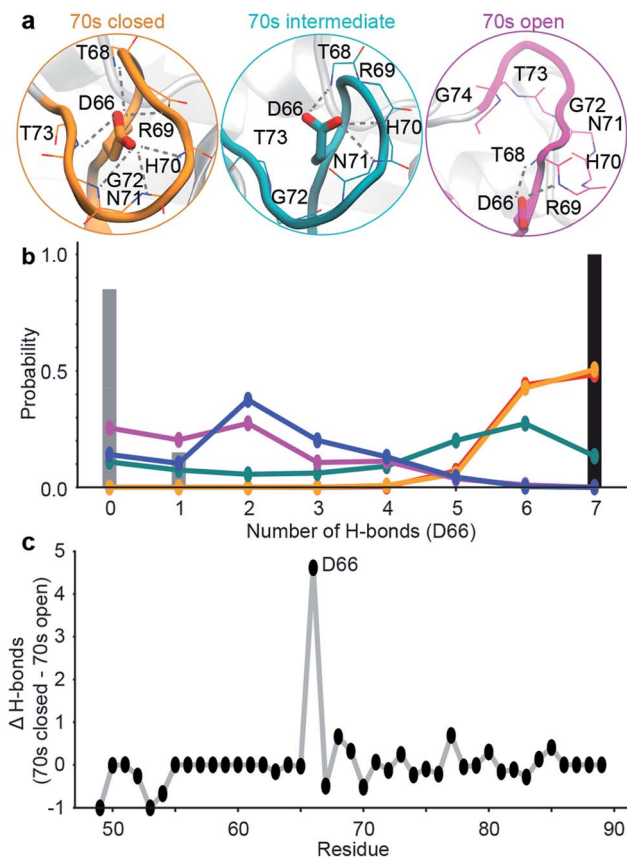 a
70s closed
70s intermediate
70s open
T68
D66
R69
T73
H70
G72
N71
T68
R69
D66
H70
T73
N71
G72
T73
G74
G72
N71
T68
H70
D66
R69
b
Probability
1.0
0.5
0.0
0 1 2 3 4 5 6 7
Number of H-bonds (D66)
c
Δ H-bonds
(70s closed - 70s open)
5
4
3
2
1
0
-1
D66
50 60 70 80 90
Residue